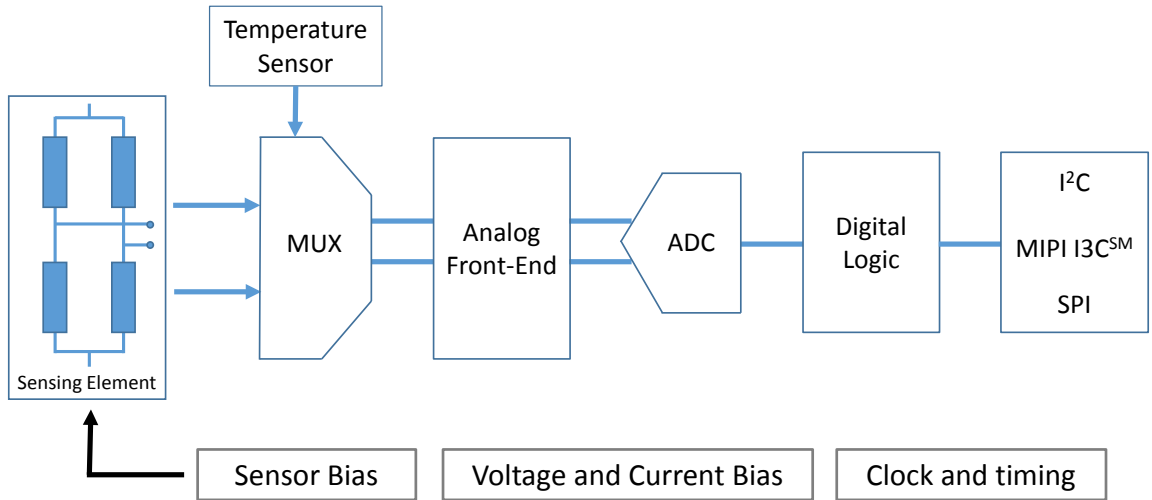 Temperature
Sensor
Sensing Element
MUX
Analog
Front-End
ADC
Digital
Logic
I²C
MIPI I3Cˢᴹ
SPI
Sensor Bias
Voltage and Current Bias
Clock and timing